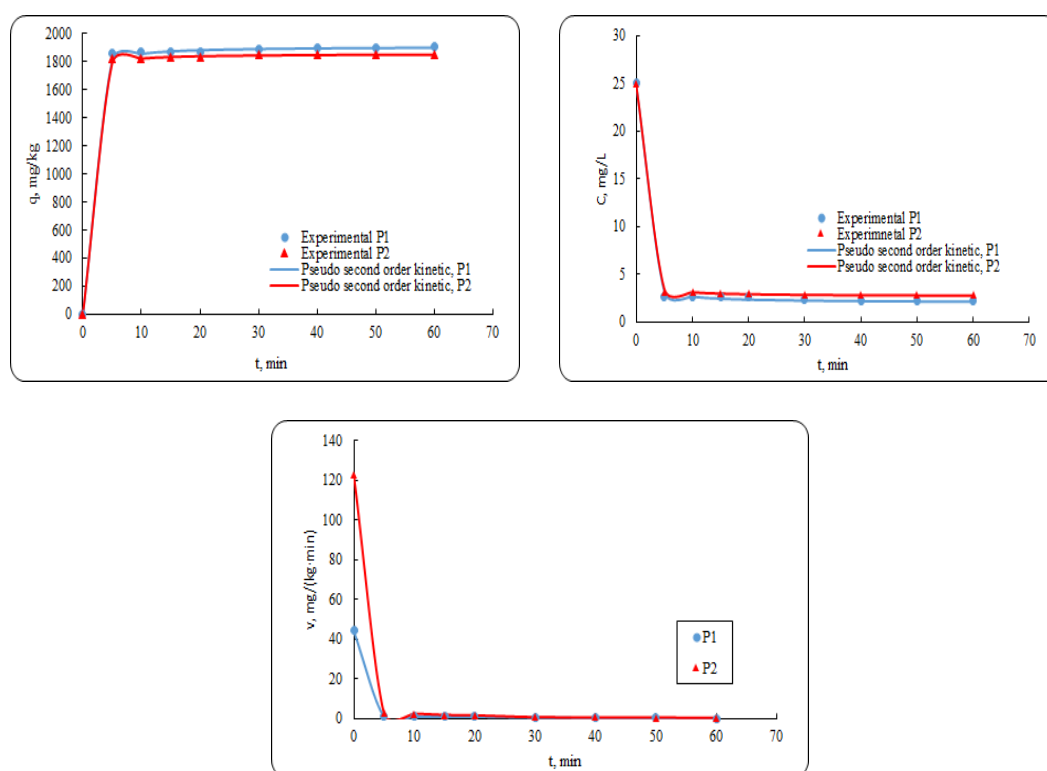 2000
1800
1600
1400
1200
1000
800
600
400
200
0
q, mg/kg
Experimental P1
Experimental P2
Pseudo second order kinetic, P1
Pseudo second order kinetic, P2
0 10 20 30 40 50 60 70
t, min
30
25
20
15
10
5
0
C, mg/L
Experimental P1
Experimnetal P2
Pseudo second order kinetic, P1
Pseudo second order kinetic, P2
0 10 20 30 40 50 60 70
t, min
140
120
100
80
60
40
20
0
v, mg/(kg·min)
P1
P2
0 10 20 30 40 50 60 70
t, min